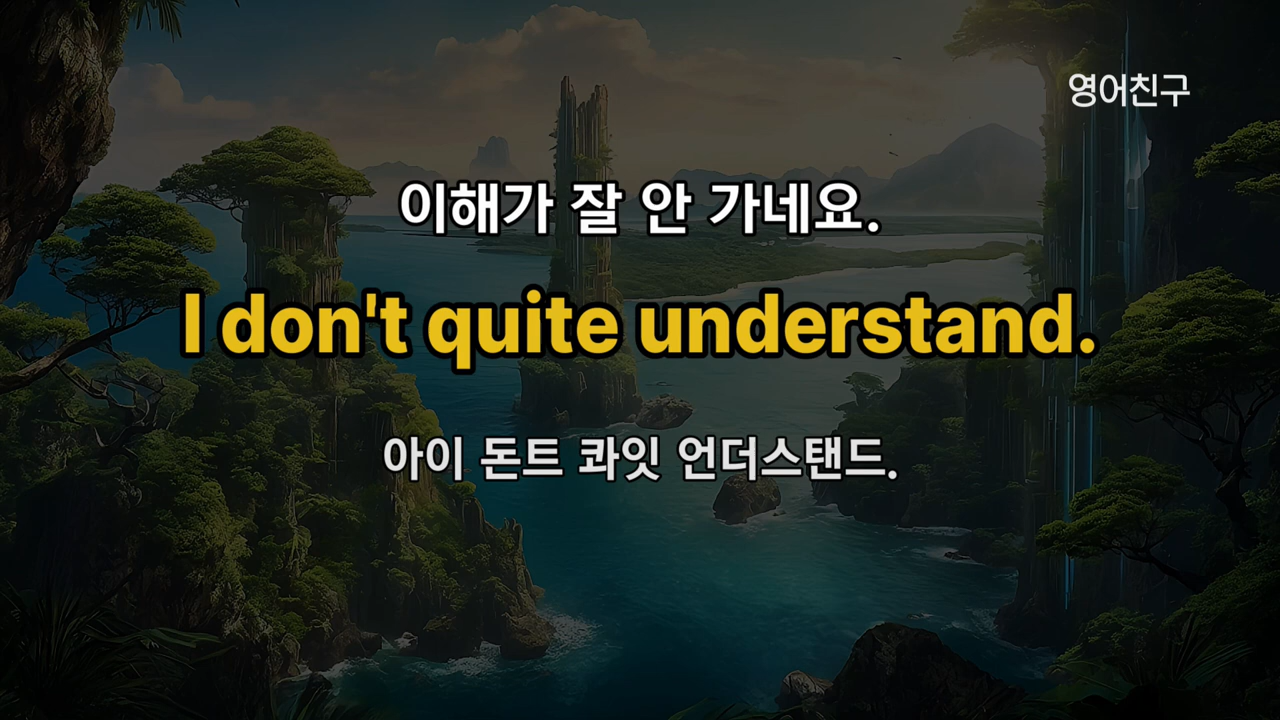 영어친구
이해가 잘 안 가네요.
I don't quite understand.
아이 돈트 콰잇 언더스탠드.